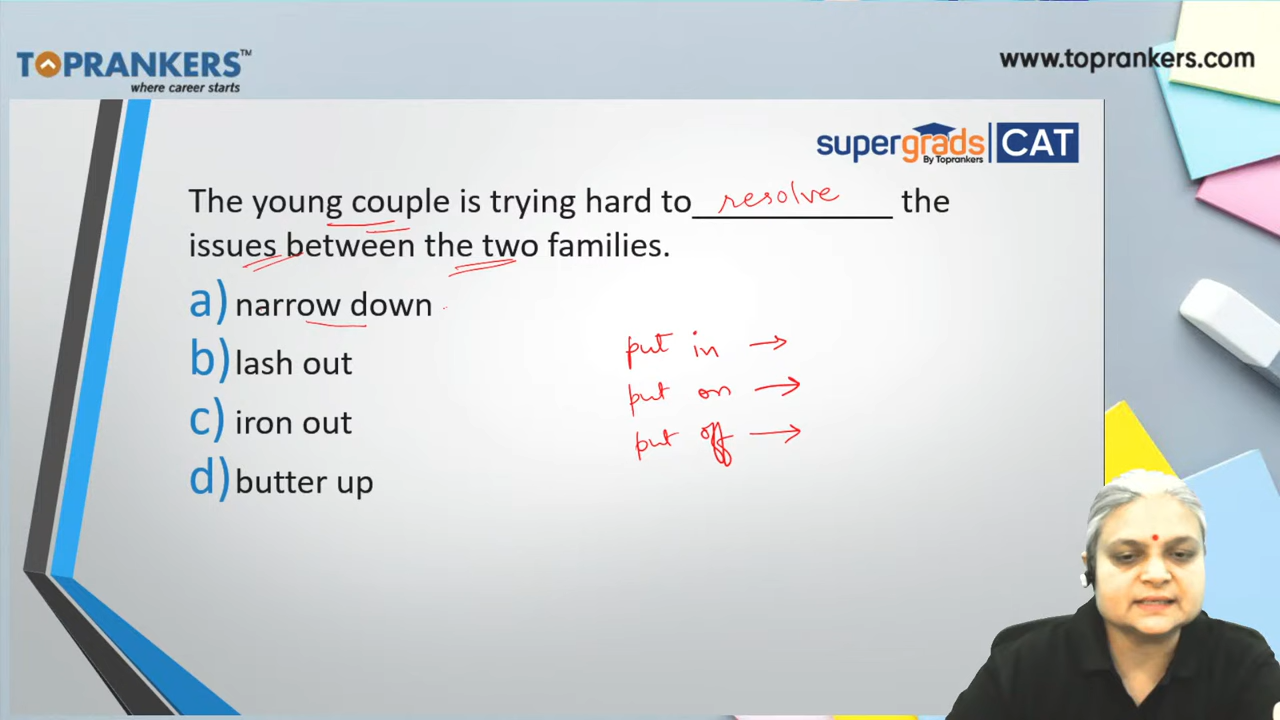 TOPRANKERS™
where career starts
www.toprankers.com
supergrads | CAT
By Toprankers
The young couple is trying hard to resolve the
issues between the two families.
a) narrow down
b) lash out
c) iron out
d) butter up
put in →
put on →
put off →